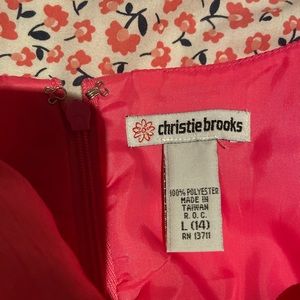 christie brooks
100% POLYESTER
MADE IN
TAIWAN
R. O. C.
L (14)
RN 13711